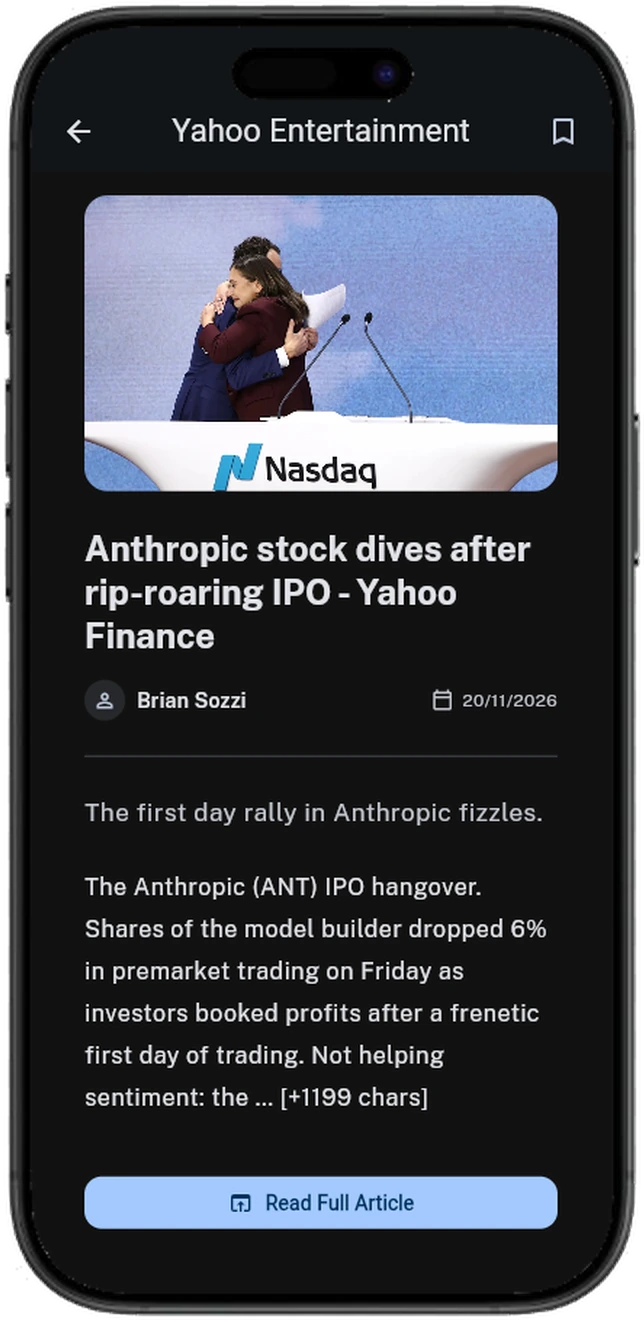 Yahoo Entertainment
Nasdaq
Anthropic stock dives after
rip-roaring IPO - Yahoo
Finance
Brian Sozzi
20/11/2026
The first day rally in Anthropic fizzles.
The Anthropic (ANT) IPO hangover.
Shares of the model builder dropped 6%
in premarket trading on Friday as
investors booked profits after a frenetic
first day of trading. Not helping
sentiment: the ... [+1199 chars]
Read Full Article